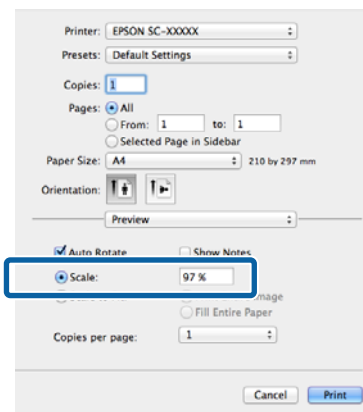 Printer: EPSON SC-XXXXX
Presets: Default Settings
Copies: 1
Pages: All
From: 1 to: 1
Selected Page in Sidebar
Paper Size: A4 210 by 297 mm
Orientation:
Preview
Auto Rotate Show Notes
Scale: 97 %
Fill Entire Paper
Copies per page: 1
Cancel Print